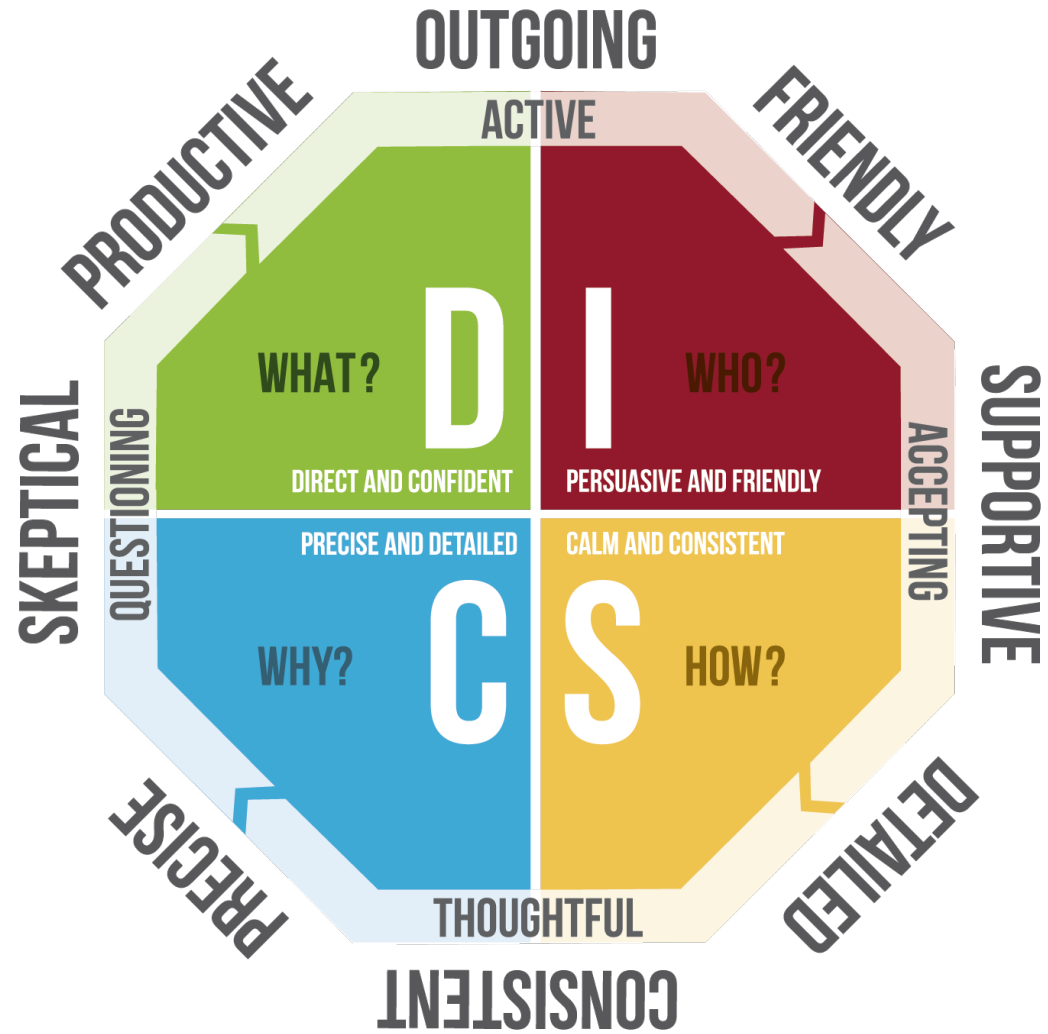 OUTGOING
ACTIVE
PRODUCTIVE
FRIENDLY
D
I
WHAT?
WHO?
DIRECT AND CONFIDENT
PERSUASIVE AND FRIENDLY
SKEPTICAL
QUESTIONING
ACCEPTING
SUPPORTIVE
PRECISE AND DETAILED
CALM AND CONSISTENT
C
S
WHY?
HOW?
PRECISE
DETAILED
THOUGHTFUL
CONSISTENT